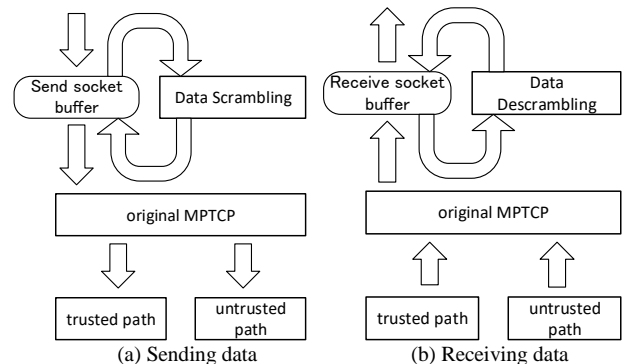 Send socket
buffer
Data Scrambling
original MPTCP
trusted path
untrusted
path
(a) Sending data
Receive socket
buffer
Data
Descrambling
original MPTCP
trusted path
untrusted
path
(b) Receiving data